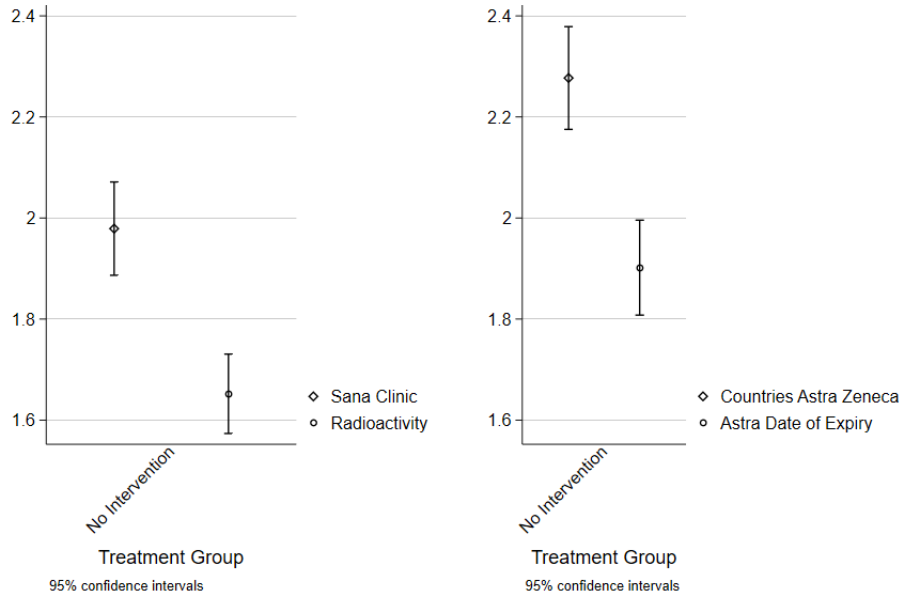 2.4
2.2
2
1.8
1.6
No Intervention
Treatment Group
95% confidence intervals
Sana Clinic
Radioactivity
2.4
2.2
2
1.8
1.6
No Intervention
Treatment Group
95% confidence intervals
Countries Astra Zeneca
Astra Date of Expiry